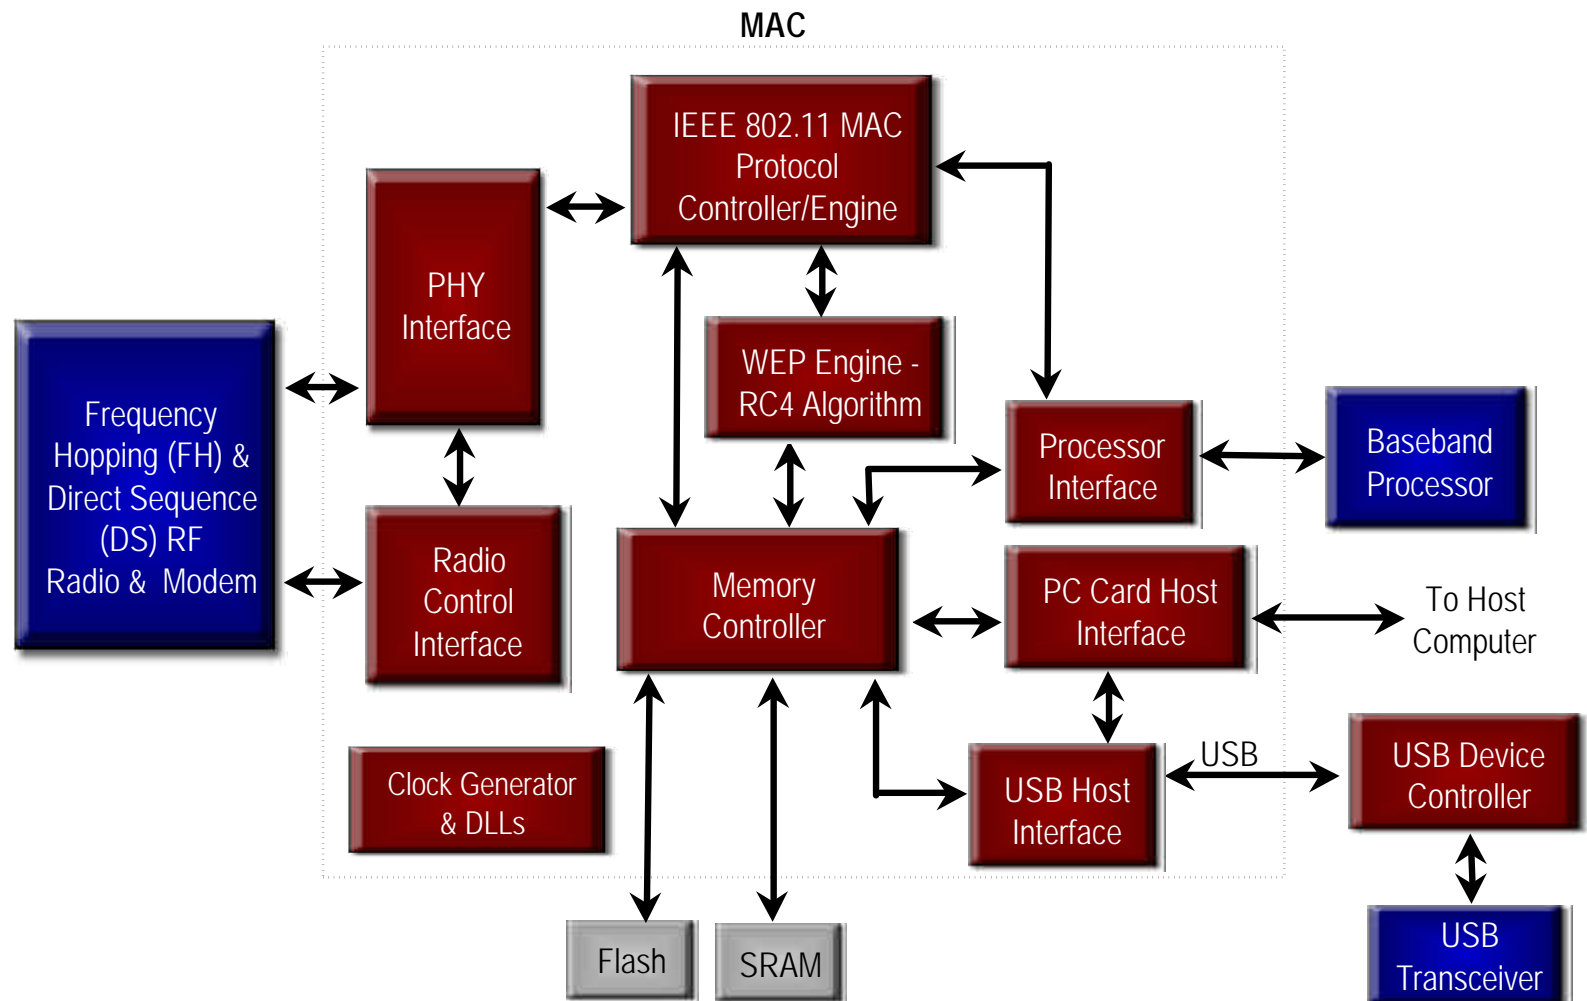 MAC
IEEE 802.11 MAC
Protocol
Controller/Engine
PHY
Interface
WEP Engine -
RC4 Algorithm
Frequency
Hopping (FH) &
Direct Sequence
(DS) RF
Radio & Modem
Processor
Interface
Baseband
Processor
Radio
Control
Interface
Memory
Controller
PC Card Host
Interface
To Host
Computer
Clock Generator
& DLLs
USB Host
Interface
USB
USB Device
Controller
Flash
SRAM
USB
Transceiver